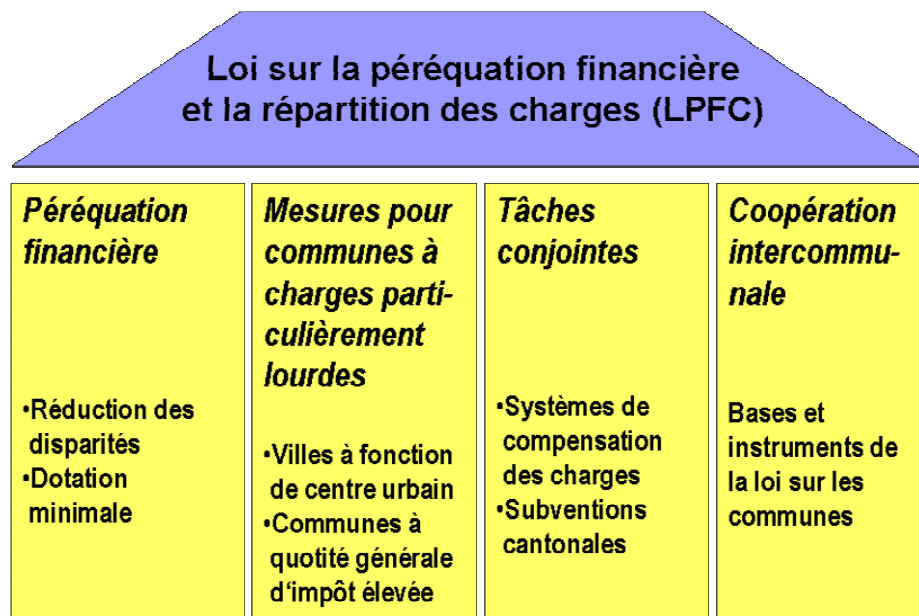 Loi sur la péréquation financière
et la répartition des charges (LPFC)
Péréquation
financière
•Réduction des
disparités
•Dotation
minimale
Mesures pour
communes à
charges parti-
culièrement
lourdes
•Villes à fonction
de centre urbain
•Communes à
quotité générale
d‘impôt élevée
Tâches
conjointes
•Systèmes de
compensation
des charges
•Subventions
cantonales
Coopération
intercommu-
nale
Bases et
instruments de
la loi sur les
communes